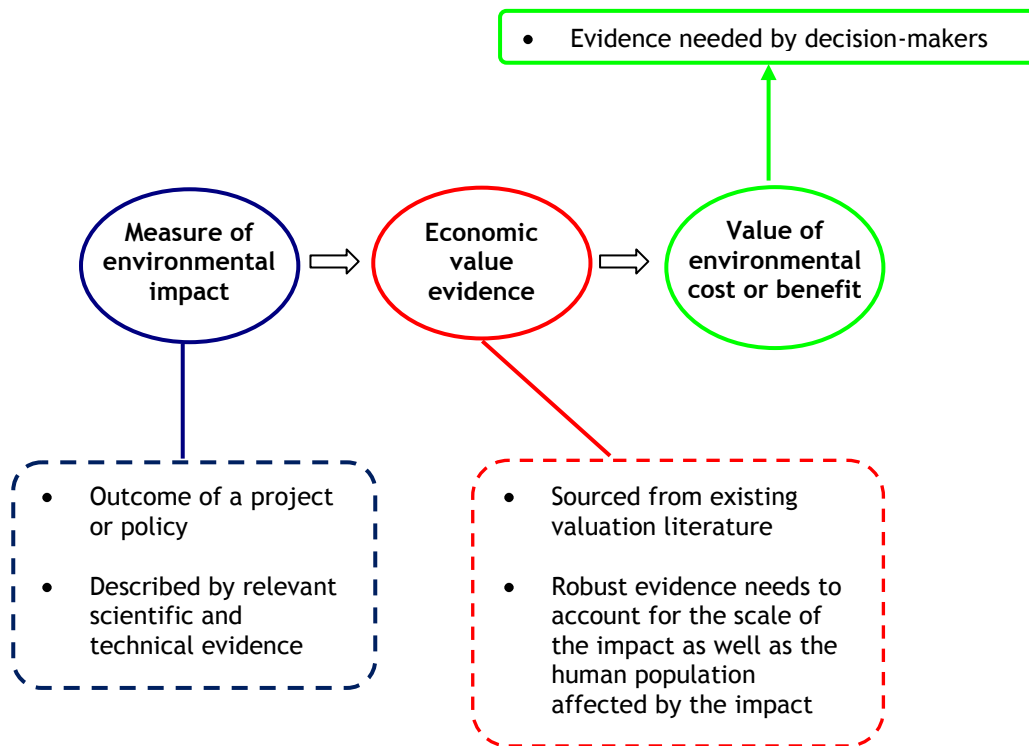 • Evidence needed by decision-makers
Measure of
environmental
impact
Economic
value
evidence
Value of
environmental
cost or benefit
• Outcome of a project
or policy
• Described by relevant
scientific and
technical evidence
• Sourced from existing
valuation literature
• Robust evidence needs to
account for the scale of
the impact as well as the
human population
affected by the impact